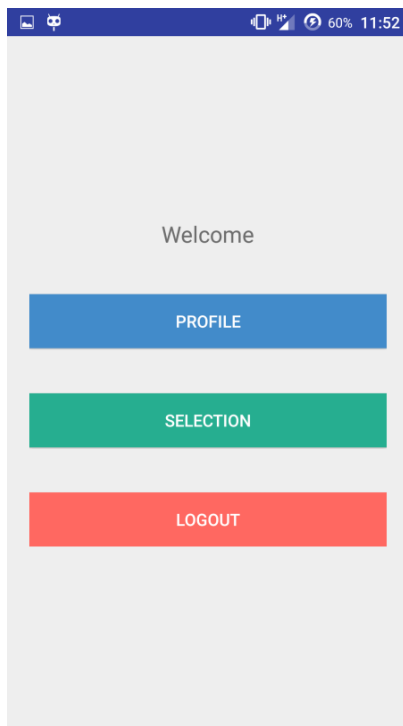 H+ 60% 11:52
Welcome
PROFILE
SELECTION
LOGOUT